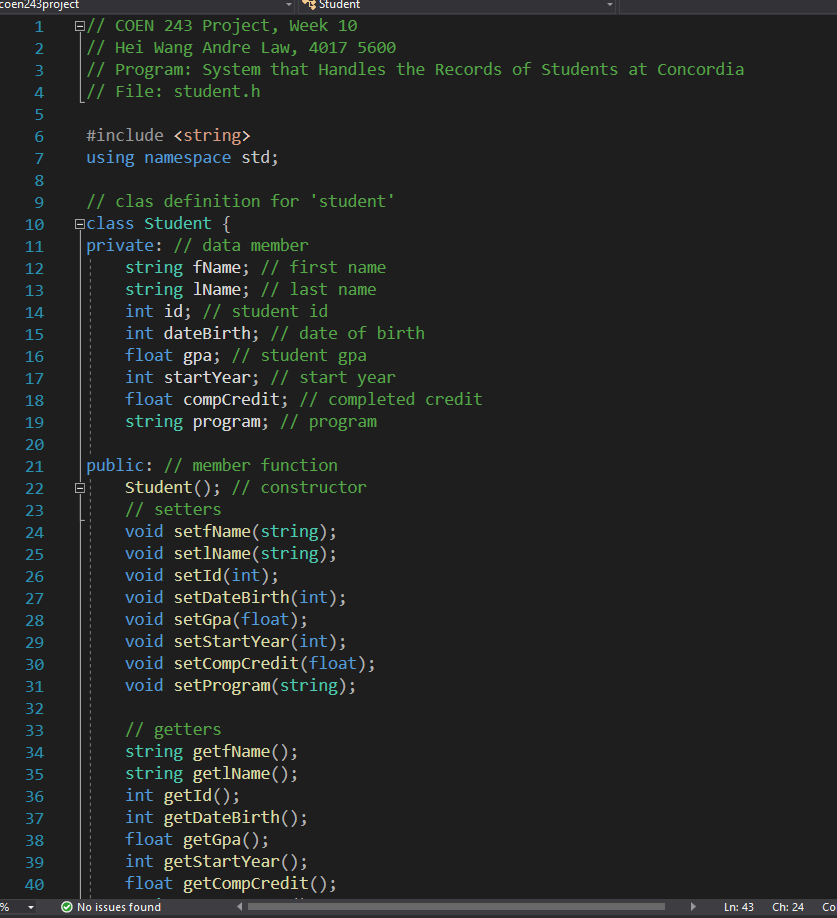 coen243project Student
1 // COEN 243 Project, Week 10
2 // Hei Wang Andre Law, 4017 5600
3 // Program: System that Handles the Records of Students at Concordia
4 // File: student.h
5
6 #include <string>
7 using namespace std;
8
9 // clas definition for 'student'
10 class Student {
11 private: // data member
12 string fName; // first name
13 string lName; // last name
14 int id; // student id
15 int dateBirth; // date of birth
16 float gpa; // student gpa
17 int startYear; // start year
18 float compCredit; // completed credit
19 string program; // program
20
21 public: // member function
22 Student(); // constructor
23 // setters
24 void setfName(string);
25 void setlName(string);
26 void setId(int);
27 void setDateBirth(int);
28 void setGpa(float);
29 void setStartYear(int);
30 void setCompCredit(float);
31 void setProgram(string);
32
33 // getters
34 string getfName();
35 string getlName();
36 int getId();
37 int getDateBirth();
38 float getGpa();
39 int getStartYear();
40 float getCompCredit();
% No issues found Ln: 43 Ch: 24 Co